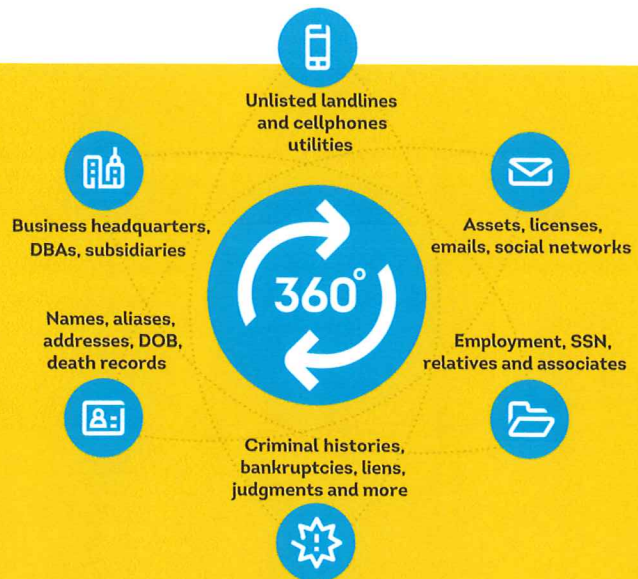 Unlisted landlines
and cellphones
utilities
Business headquarters,
DBAs, subsidiaries
Assets, licenses,
emails, social networks
360°
Names, aliases,
addresses, DOB,
death records
Employment, SSN,
relatives and associates
Criminal histories,
bankruptcies, liens,
judgments and more